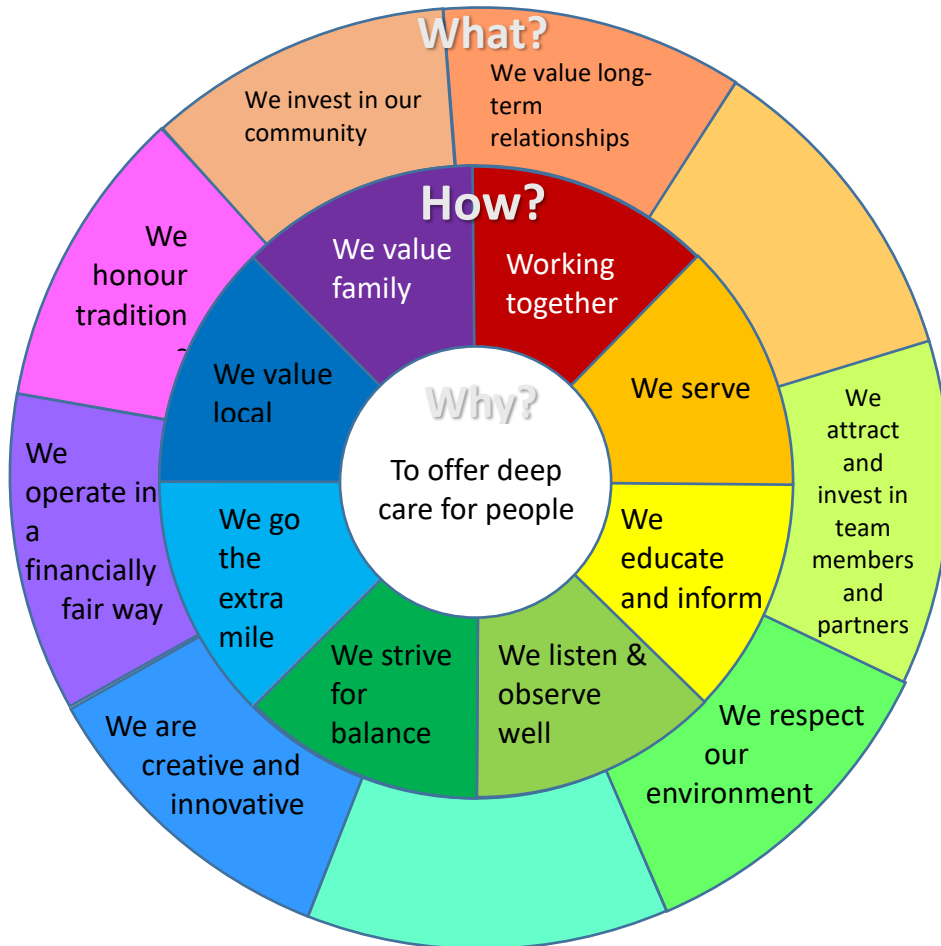 What?
We invest in our
community
We value long-
term
relationships
How?
We value
family
Working
together
We
honour
tradition
We value
local
Why?
To offer deep
care for people
We serve
We
attract
and
invest in
team
members
and
partners
We
operate in
a
financially
fair way
We go
the
extra
mile
We
educate
and inform
We strive
for
balance
We listen &
observe
well
We are
creative and
innovative
We respect
our
environment